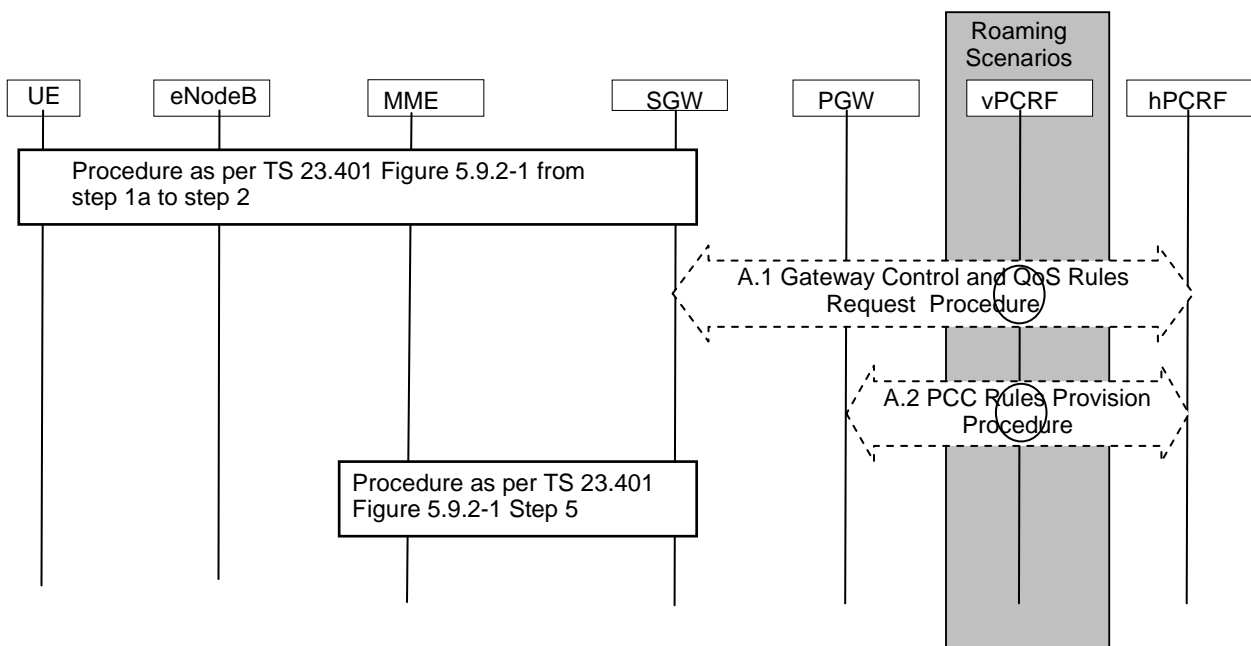 Roaming
Scenarios
UE
eNodeB
MME
SGW
PGW
vPCRF
hPCRF
Procedure as per TS 23.401 Figure 5.9.2-1 from
step 1a to step 2
A.1 Gateway Control and QoS Rules
Request Procedure
A.2 PCC Rules Provision
Procedure
Procedure as per TS 23.401
Figure 5.9.2-1 Step 5